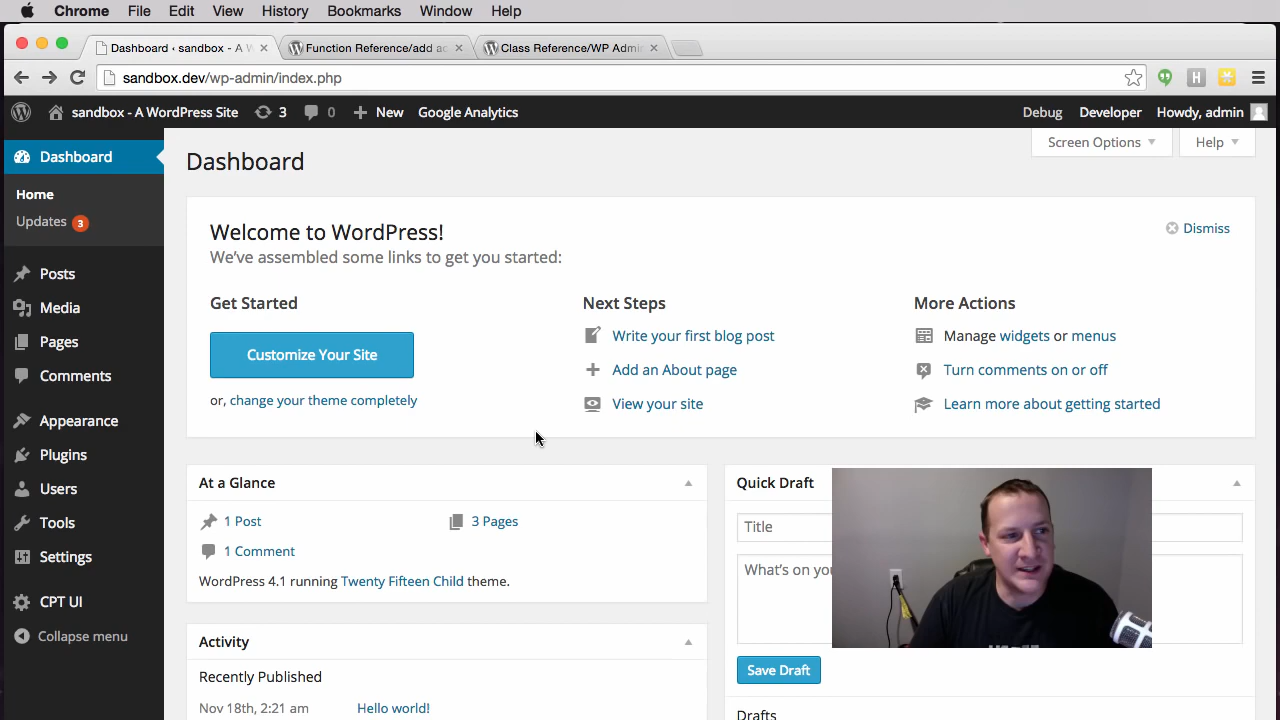 Chrome File Edit View History Bookmarks Window Help
Dashboard ‹ sandbox - A W
Function Reference/add ac
Class Reference/WP Admin
sandbox.dev/wp-admin/index.php
sandbox - A WordPress Site 3 0 New Google Analytics Debug Developer Howdy, admin
Dashboard
Home
Updates 3
Posts
Media
Pages
Comments
Appearance
Plugins
Users
Tools
Settings
CPT UI
Collapse menu
Screen Options
Help
Dashboard
Welcome to WordPress!
Dismiss
We've assembled some links to get you started:
Get Started
Customize Your Site
or, change your theme completely
Next Steps
Write your first blog post
Add an About page
View your site
More Actions
Manage widgets or menus
Turn comments on or off
Learn more about getting started
At a Glance
1 Post
3 Pages
1 Comment
WordPress 4.1 running Twenty Fifteen Child theme.
Activity
Recently Published
Nov 18th, 2:21 am Hello world!
Quick Draft
Title
What's on you
Save Draft
Drafts